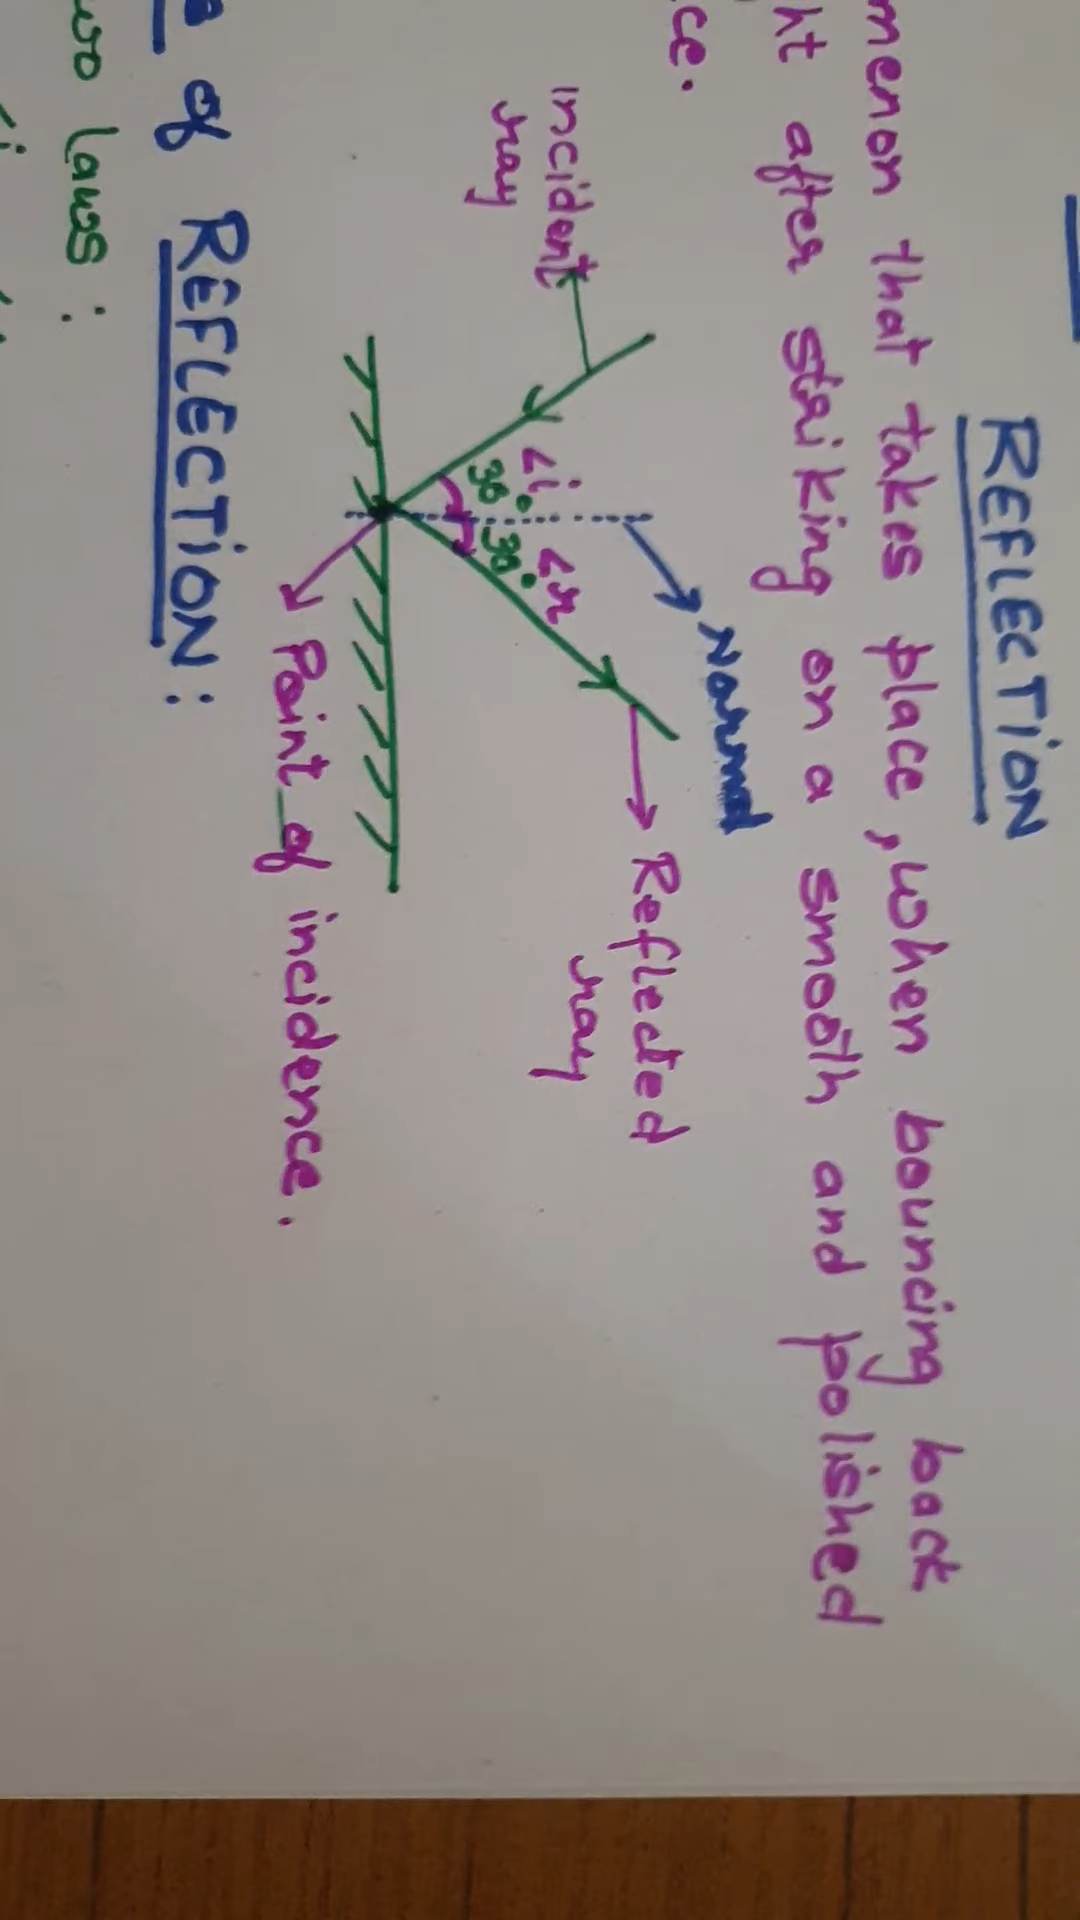 REFLECTION
menon that takes place, when bouncing back
ht after striking on a smooth and polished
ce.
Normal
incident
ray
Reflected
ray
∠i
∠r
30°
30°
Point of incidence.
of REFLECTION:
wo laws: